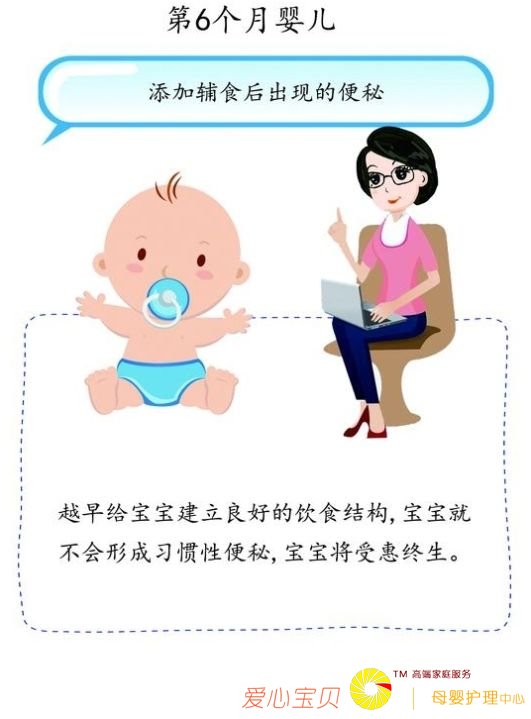 第6个月婴儿
添加辅食后出现的便秘
越早给宝宝建立良好的饮食结构,宝宝就
不会形成习惯性便秘,宝宝将受惠终生。
爱心宝贝 TM 高端家庭服务
母婴护理中心